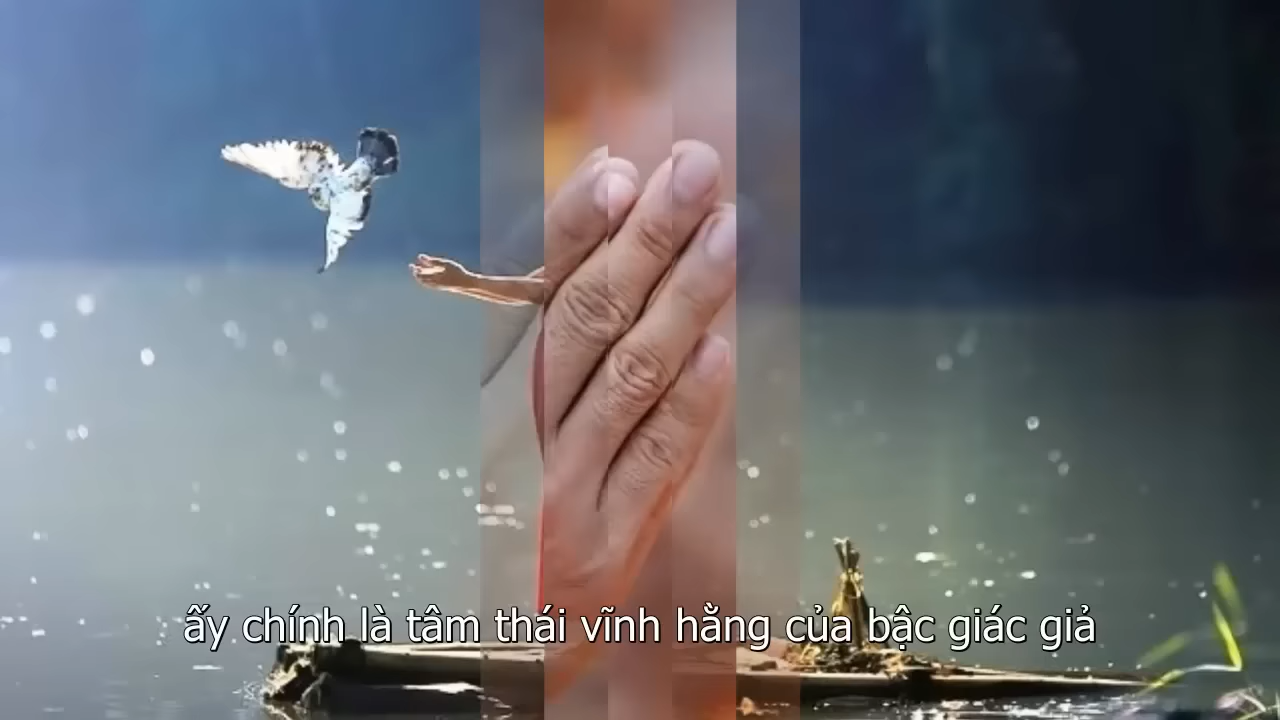 ấy chính là tâm thái vĩnh hằng của bậc giác giả